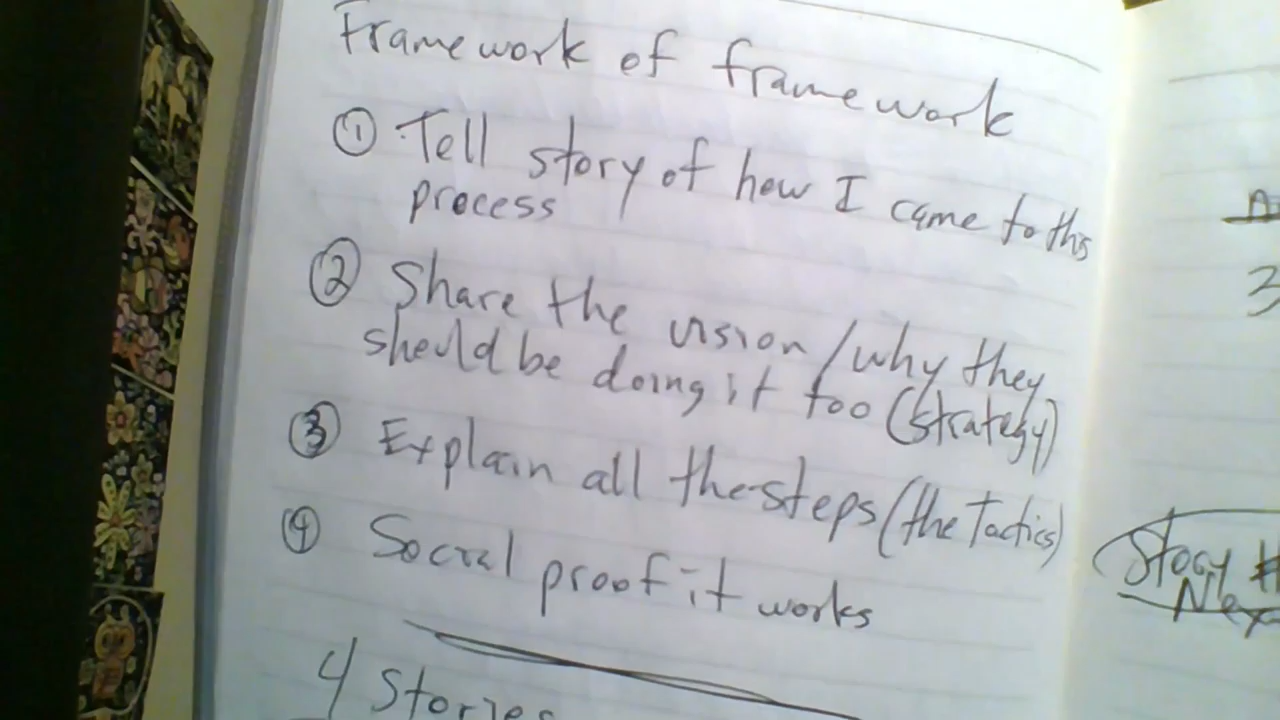 Framework of framework
① Tell story of how I came to this
process
② Share the vision/why they
should be doing it too (strategy)
③ Explain all the steps (the Tactics)
④ Social proof it works
4 Stories
3
Story #